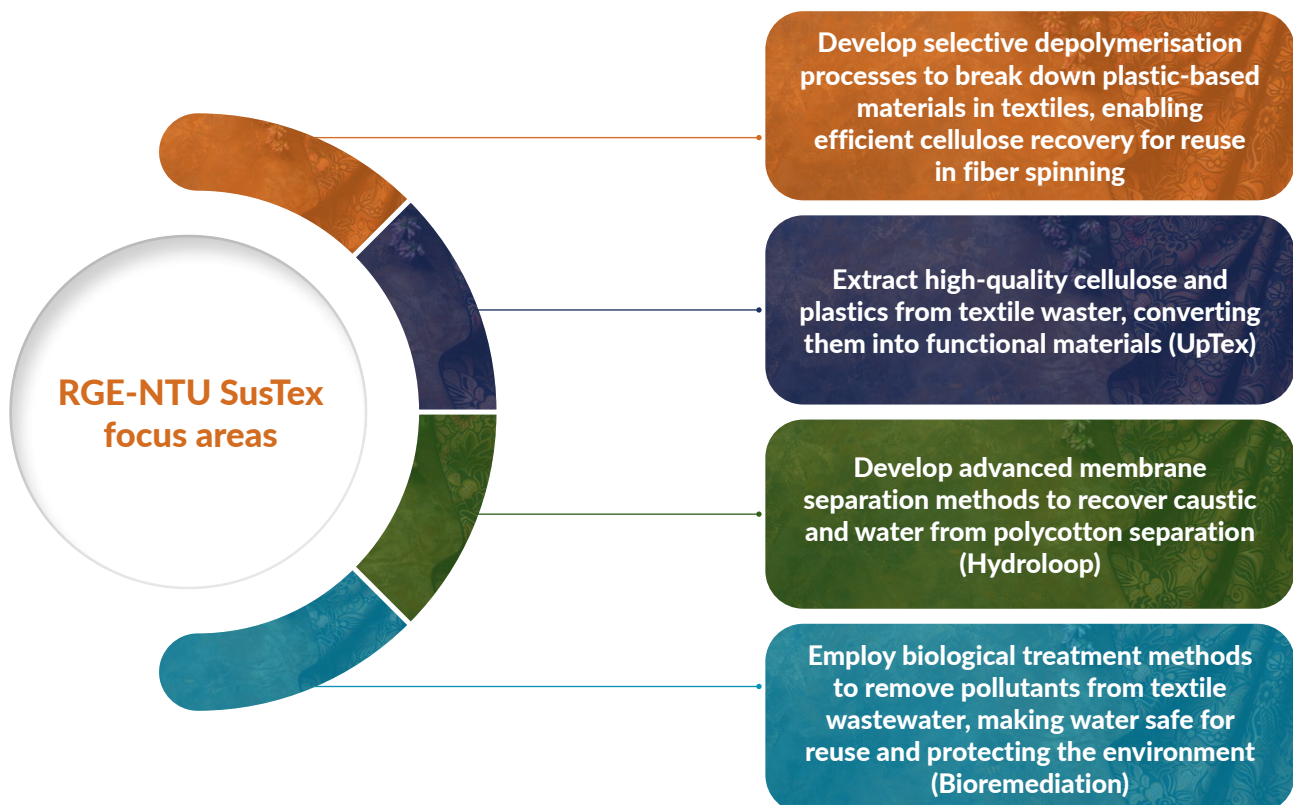 RGE-NTU SusTex
focus areas
Develop selective depolymerisation
processes to break down plastic-based
materials in textiles, enabling
efficient cellulose recovery for reuse
in fiber spinning
Extract high-quality cellulose and
plastics from textile waster, converting
them into functional materials (UpTex)
Develop advanced membrane
separation methods to recover caustic
and water from polycotton separation
(Hydroloop)
Employ biological treatment methods
to remove pollutants from textile
wastewater, making water safe for
reuse and protecting the environment
(Bioremediation)